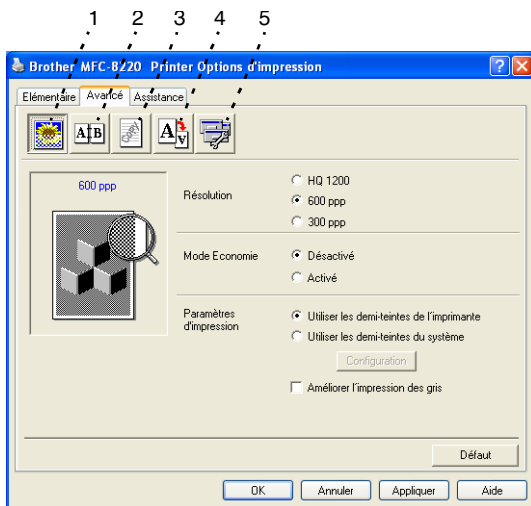 1 2 3 4 5
Brother MFC-8220 Printer Options d'impression
Elémentaire Avancé Assistance
A B
A V
600 ppp
Résolution
HQ 1200
600 ppp
300 ppp
Mode Economie
Désactivé
Activé
Paramètres d'impression
Utiliser les demi-teintes de l'imprimante
Utiliser les demi-teintes du système
Configuration
Améliorer l'impression des gris
Défaut
OK Annuler Appliquer Aide